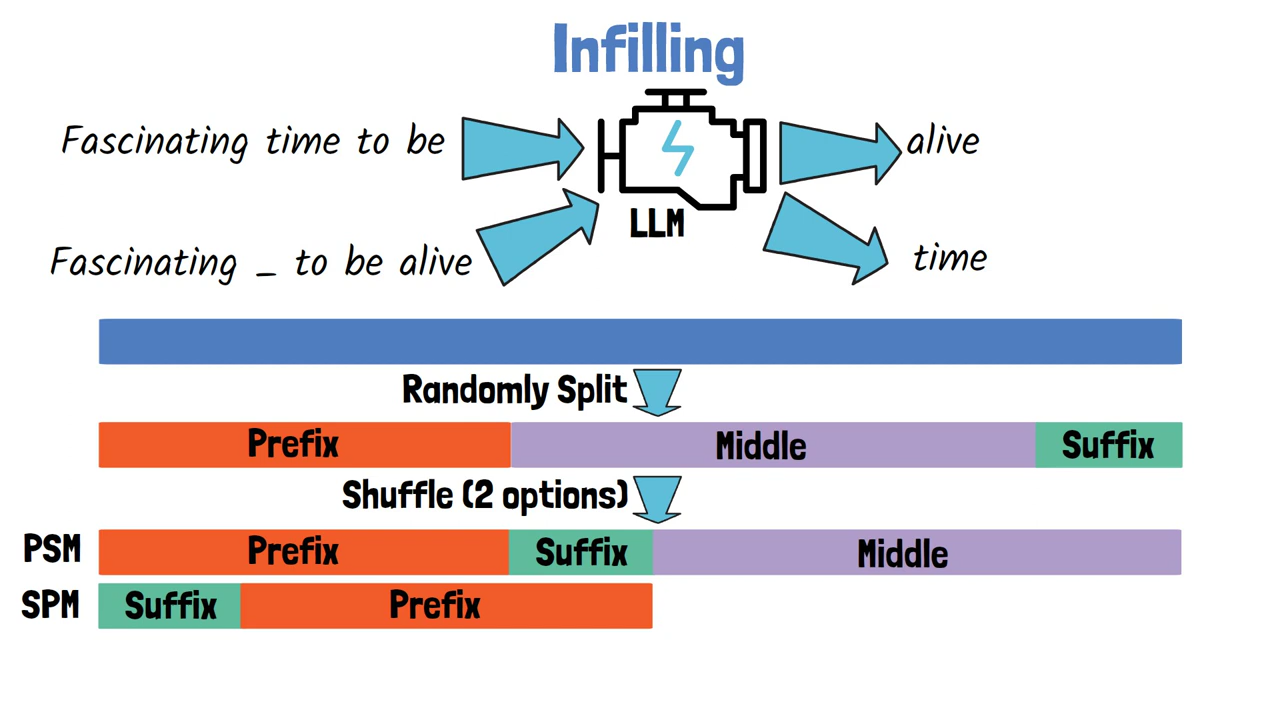 Infilling
Fascinating time to be
alive
LLM
Fascinating _ to be alive
time
Randomly Split
Prefix Middle Suffix
Shuffle (2 options)
PSM Prefix Suffix Middle
SPM Suffix Prefix